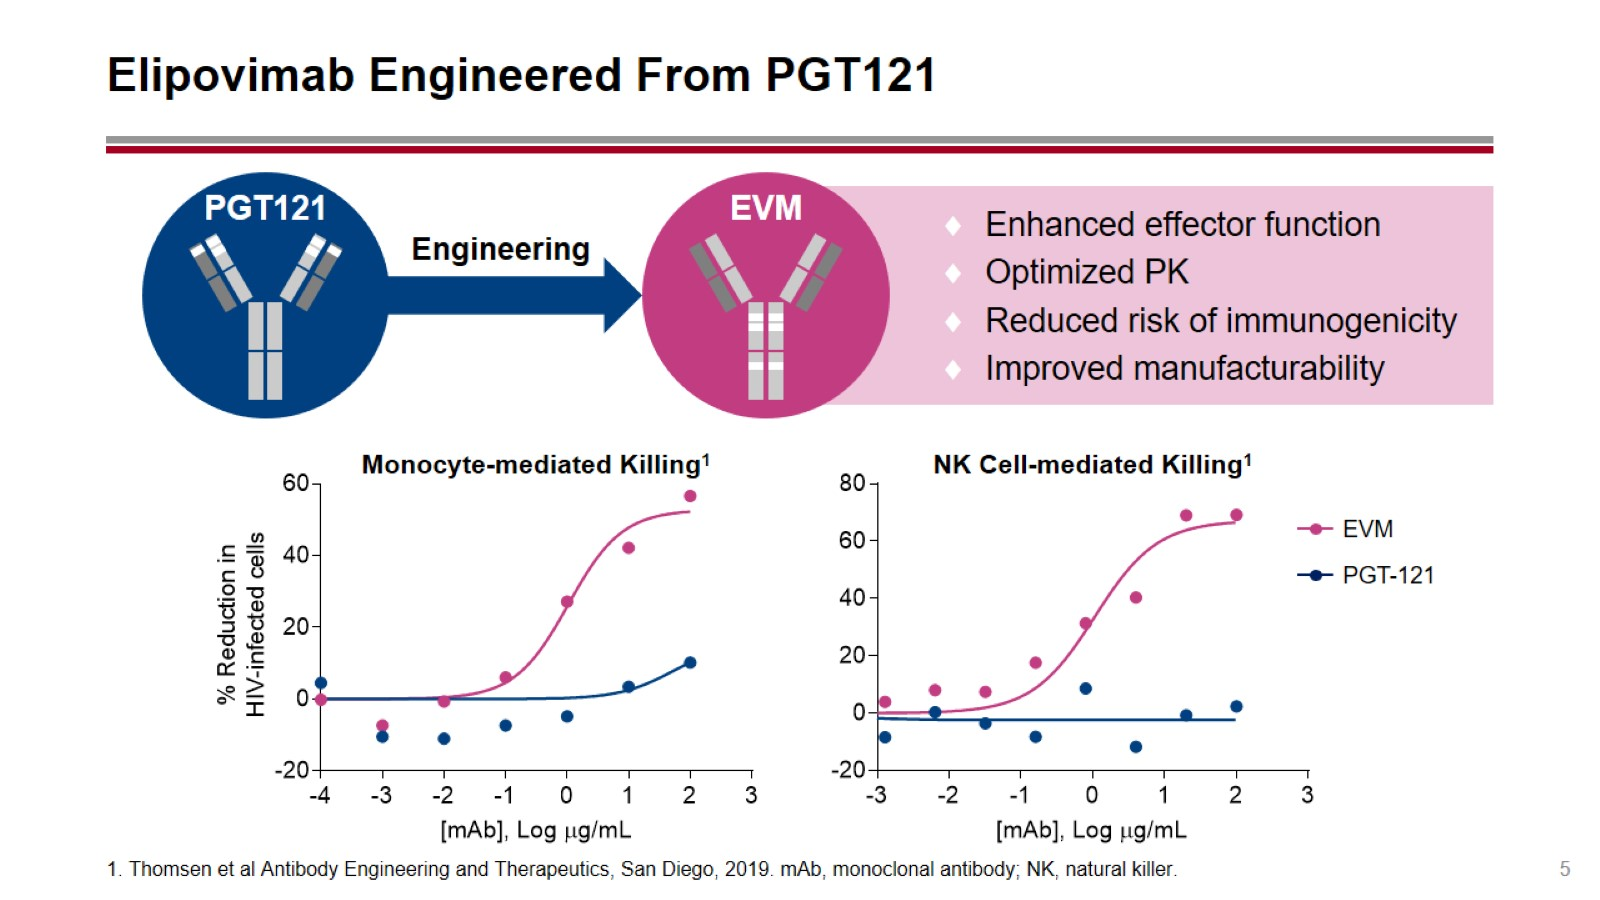 Elipovimab Engineered From PGT121
PGT121
Engineering
EVM
Enhanced effector function
Optimized PK
Reduced risk of immunogenicity
Improved manufacturability
Monocyte-mediated Killing¹
% Reduction in
HIV-infected cells
60
40
20
0
-20
-4 -3 -2 -1 0 1 2 3
[mAb], Log µg/mL
NK Cell-mediated Killing¹
80
60
40
20
0
-20
-3 -2 -1 0 1 2 3
[mAb], Log µg/mL
EVM
PGT-121
1. Thomsen et al Antibody Engineering and Therapeutics, San Diego, 2019. mAb, monoclonal antibody; NK, natural killer.
5